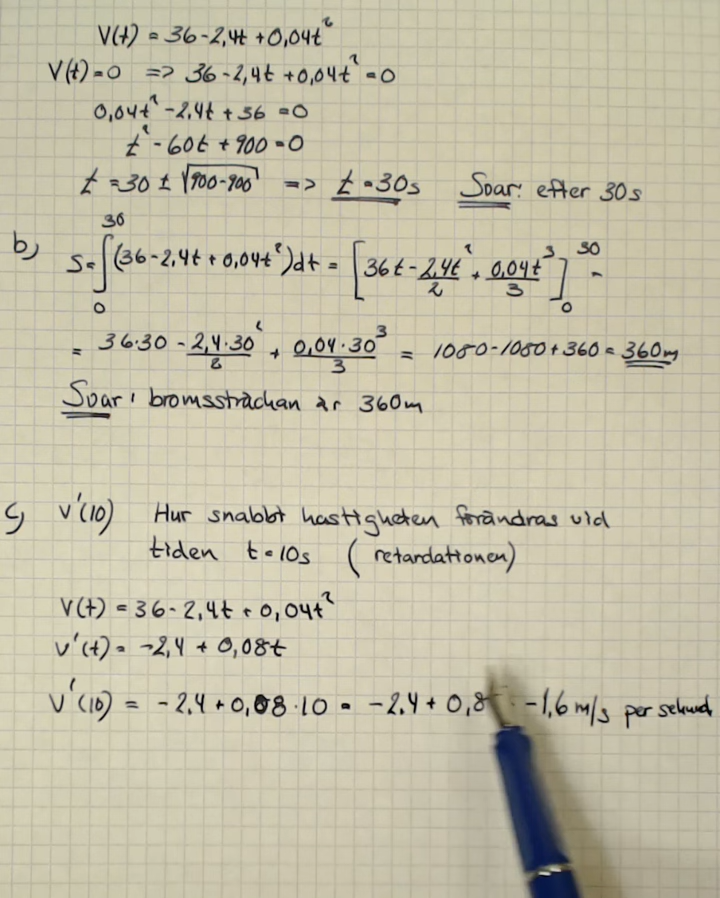 V(t) = 36 - 2,4t + 0,04t²
V(t) = 0 => 36 - 2,4t + 0,04t² = 0
0,04t² - 2,4t + 36 = 0
t² - 60t + 900 = 0
t = 30 ± √900-900 => t = 30s Svar: efter 30s
b) S = ∫₀³⁰ (36 - 2,4t + 0,04t²)dt = [36t - 2,4t²/2 + 0,04t³/3]₀³⁰ =
= 36·30 - 2,4·30²/2 + 0,04·30³/3 = 1080 - 1080 + 360 = 360m
Svar: bromssträckan är 360m
c) V'(10) Hur snabbt hastigheten förändras vid
tiden t = 10s (retardationen)
V(t) = 36 - 2,4t + 0,04t²
v'(t) = -2,4 + 0,08t
V'(10) = -2,4 + 0,08·10 = -2,4 + 0,8 -1,6 m/s per sekund